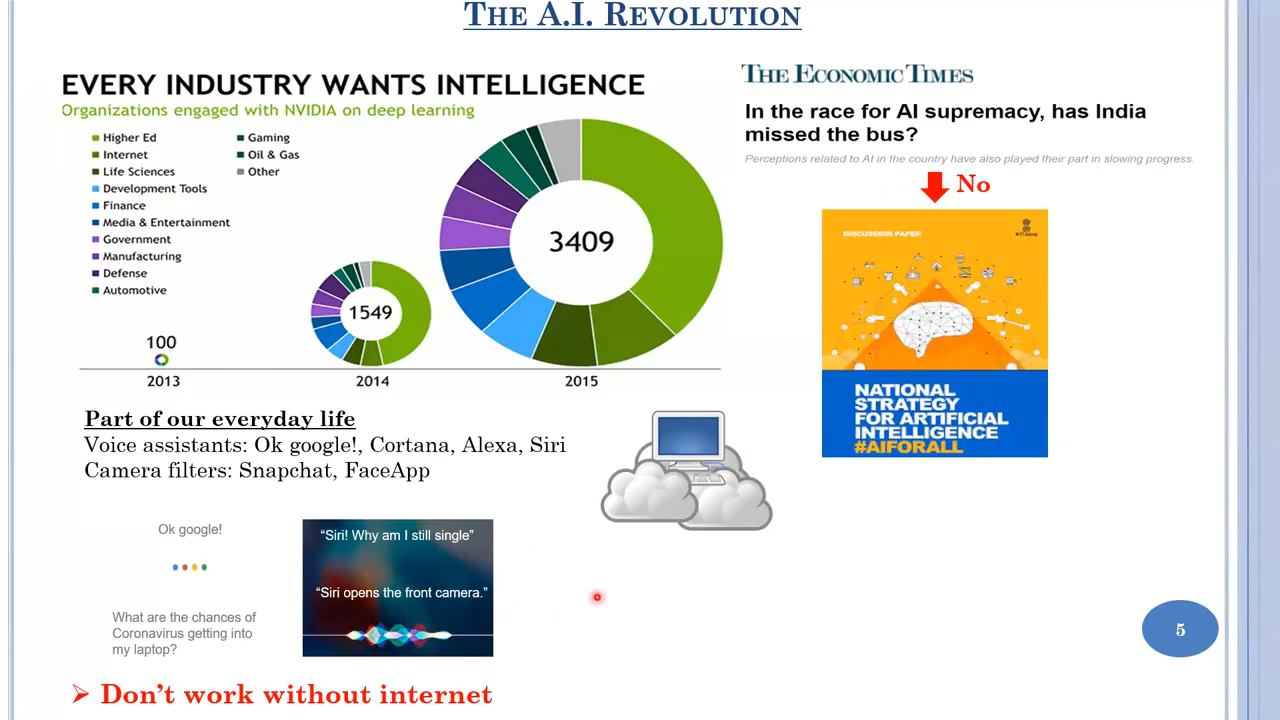 THE A.I. REVOLUTION
EVERY INDUSTRY WANTS INTELLIGENCE
Organizations engaged with NVIDIA on deep learning
Higher Ed
Internet
Life Sciences
Development Tools
Finance
Media & Entertainment
Government
Manufacturing
Defense
Automotive
Gaming
Oil & Gas
Other
100
1549
3409
2013
2014
2015
THE ECONOMIC TIMES
In the race for AI supremacy, has India
missed the bus?
Perceptions related to AI in the country have also played their part in slowing progress.
No
DISCUSSION PAPER
NATIONAL
STRATEGY
FOR ARTIFICIAL
INTELLIGENCE
#AIFORALL
Part of our everyday life
Voice assistants: Ok google!, Cortana, Alexa, Siri
Camera filters: Snapchat, FaceApp
Ok google!
What are the chances of
Coronavirus getting into
my laptop?
“Siri! Why am I still single”
“Siri opens the front camera.”
5
➢ Don’t work without internet